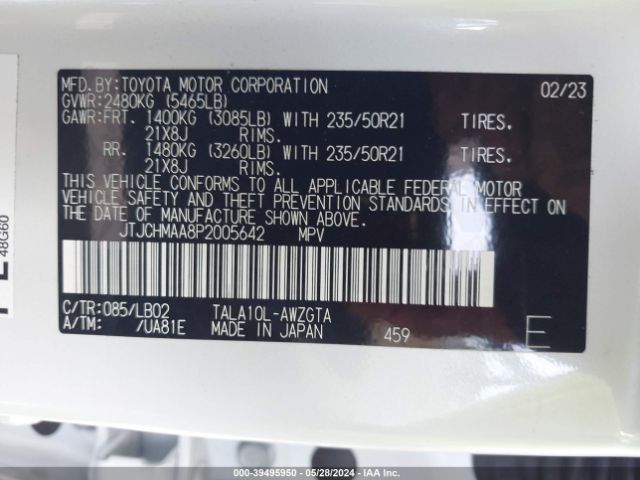 MFD.BY:TOYOTA MOTOR CORPORATION 02/23
GVWR:2480KG (5465LB)
GAWR:FRT. 1400KG (3085LB) WITH 235/50R21 TIRES.
21X8J RIMS.
RR. 1480KG (3260LB) WITH 235/50R21 TIRES.
21X8J RIMS.
THIS VEHICLE CONFORMS TO ALL APPLICABLE FEDERAL MOTOR
VEHICLE SAFETY AND THEFT PREVENTION STANDARDS IN EFFECT ON
THE DATE OF MANUFACTURE SHOWN ABOVE.
JTJCHMAA8P2005642 MPV
C/TR:085/LB02 TALA10L-AWZGTA
A/TM: /UA81E MADE IN JAPAN 459 E
48G60
000-39495950 - 05/28/2024 - IAA Inc.